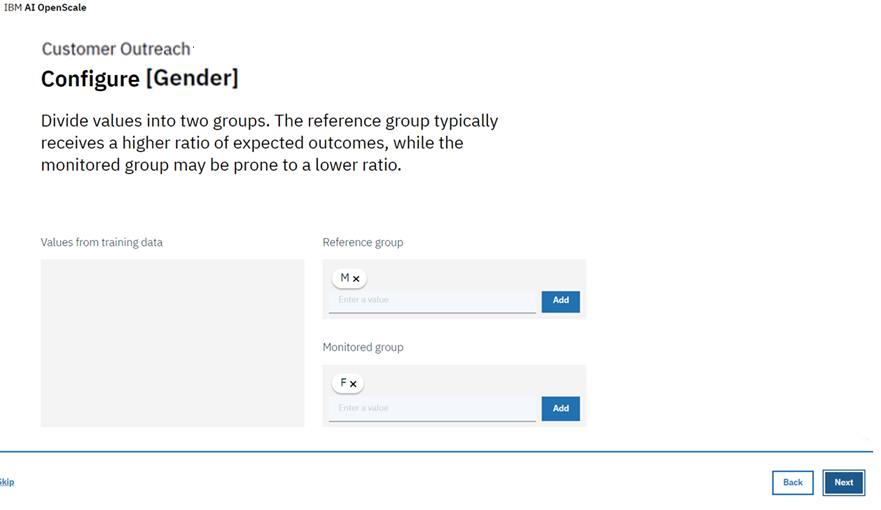 IBM AI OpenScale
Customer Outreach
Configure [Gender]
Divide values into two groups. The reference group typically
receives a higher ratio of expected outcomes, while the
monitored group may be prone to a lower ratio.
Values from training data
Reference group
M ×
Enter a value
Add
Monitored group
F ×
Enter a value
Add
Skip
Back
Next